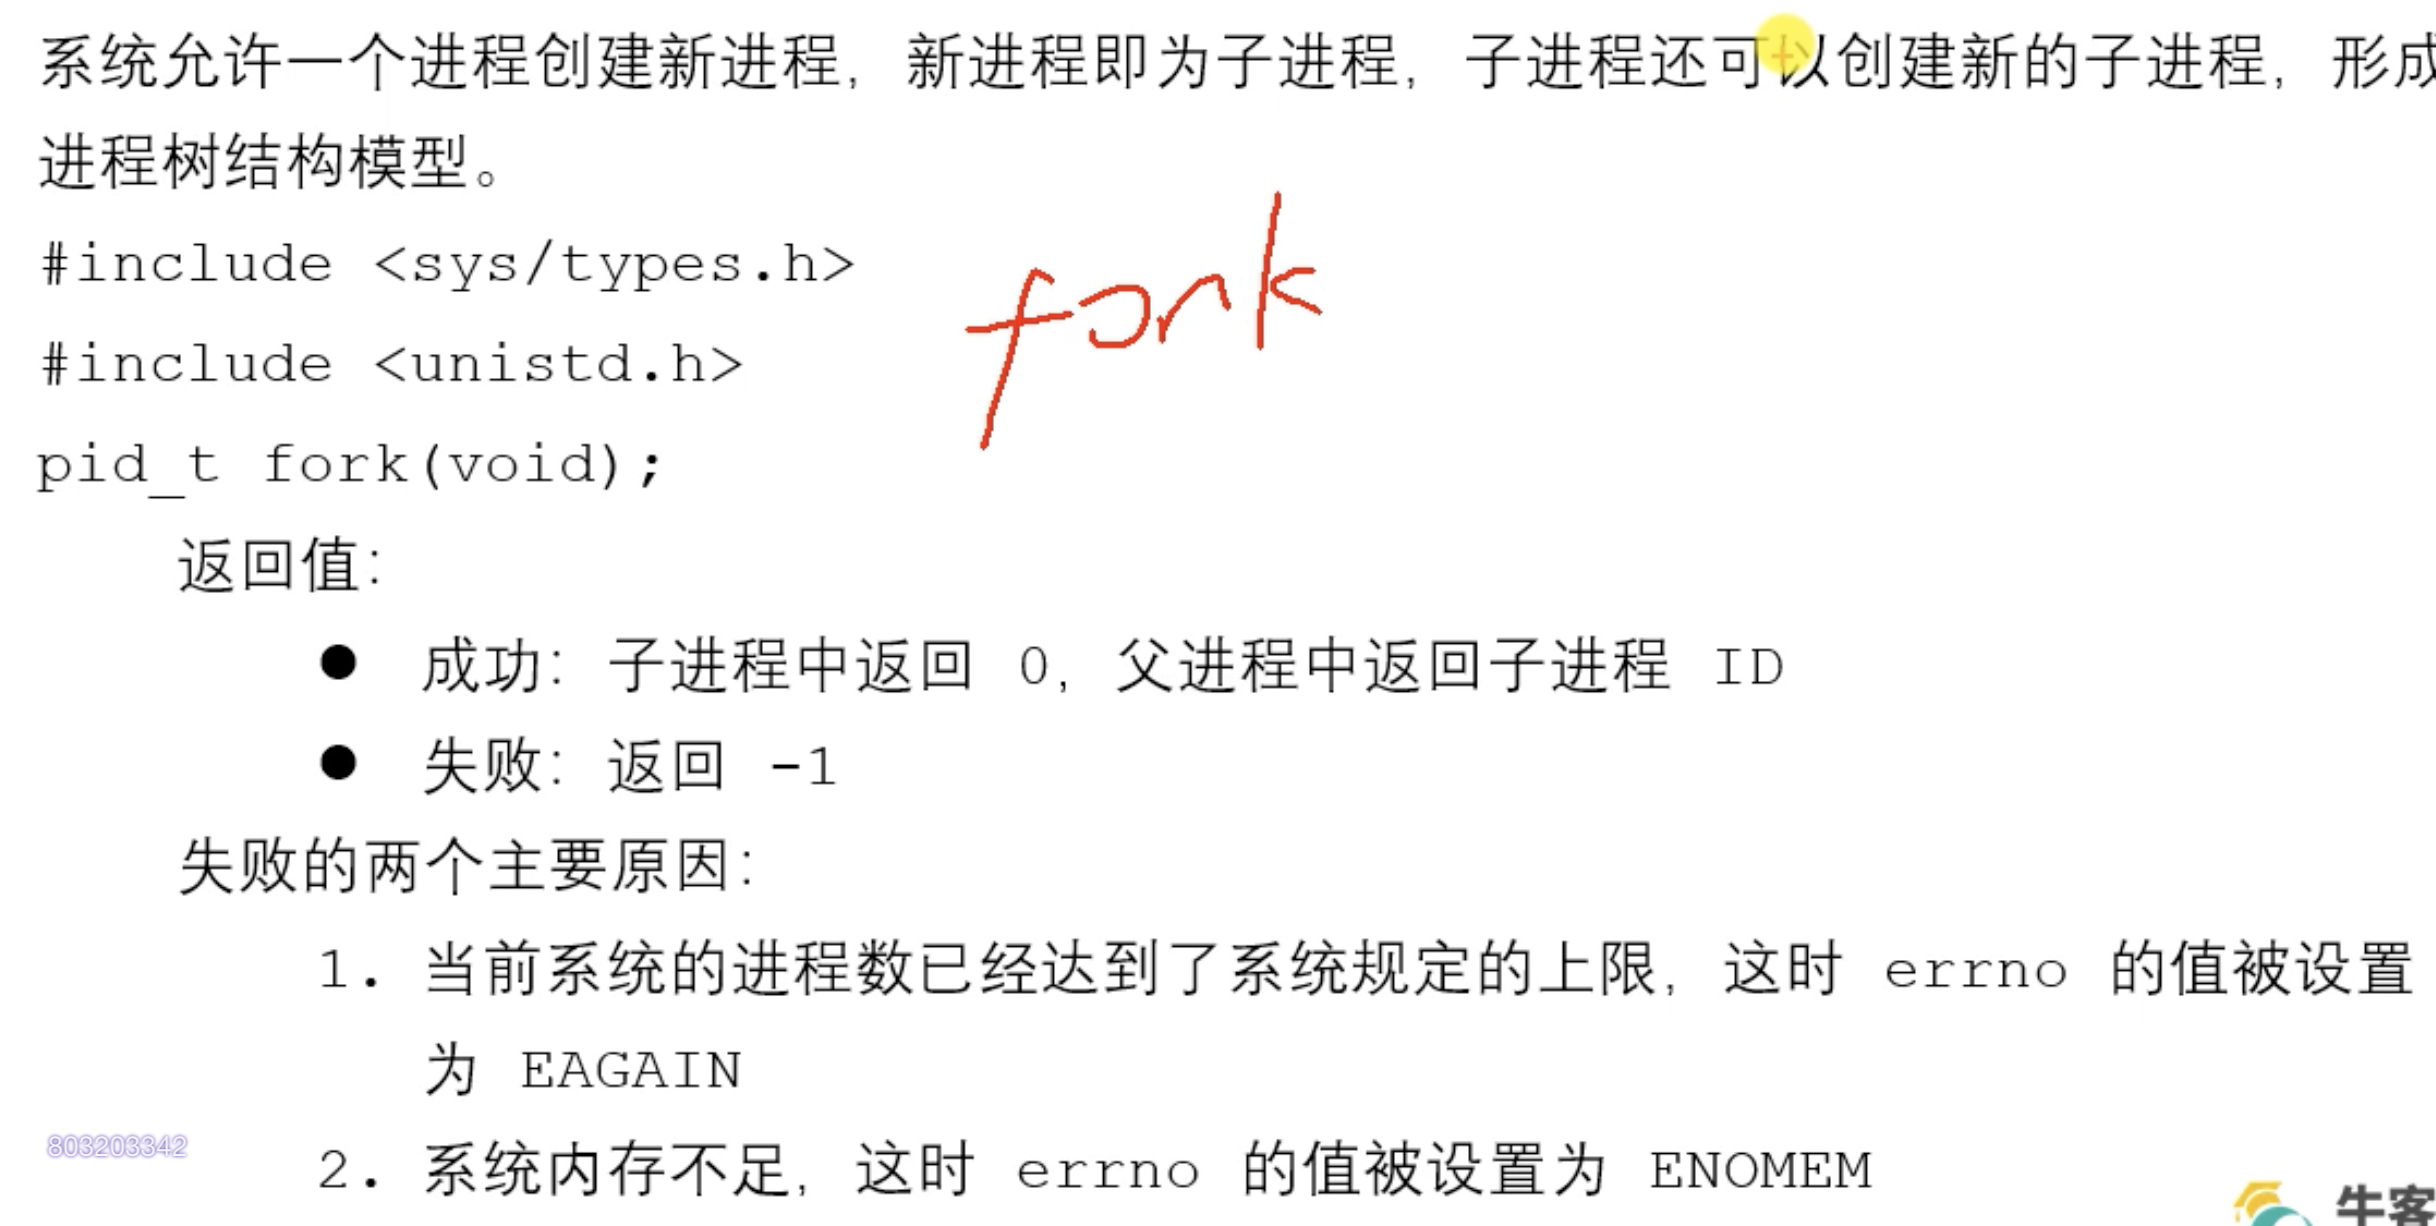 系统允许一个进程创建新进程，新进程即为子进程，子进程还可以创建新的子进程，形成
进程树结构模型。
#include <sys/types.h>
fork
#include <unistd.h>
pid_t fork(void);
返回值：
● 成功：子进程中返回 0，父进程中返回子进程 ID
● 失败：返回 -1
失败的两个主要原因：
1. 当前系统的进程数已经达到了系统规定的上限，这时 errno 的值被设置
为 EAGAIN
2. 系统内存不足，这时 errno 的值被设置为 ENOMEM
803203342
牛客